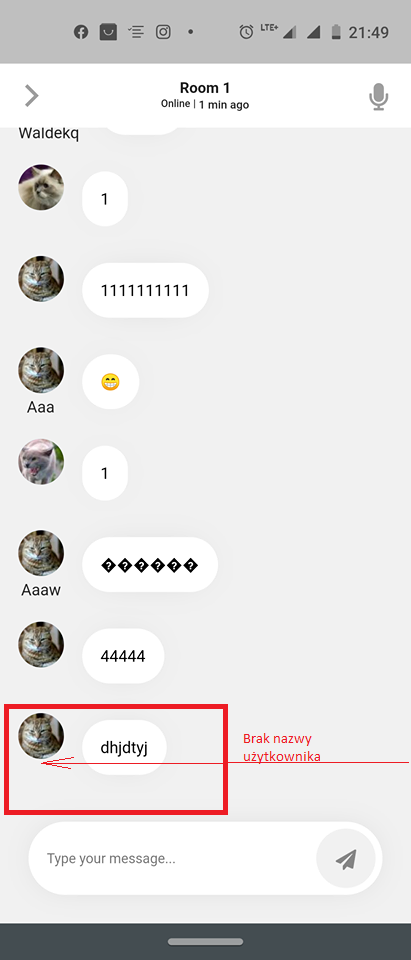 LTE+ 21:49
Room 1
Online | 1 min ago
Waldekq
1
1111111111
😁
Aaa
1
������
Aaaw
44444
dhjdtyj
Brak nazwy
użytkownika
Type your message...